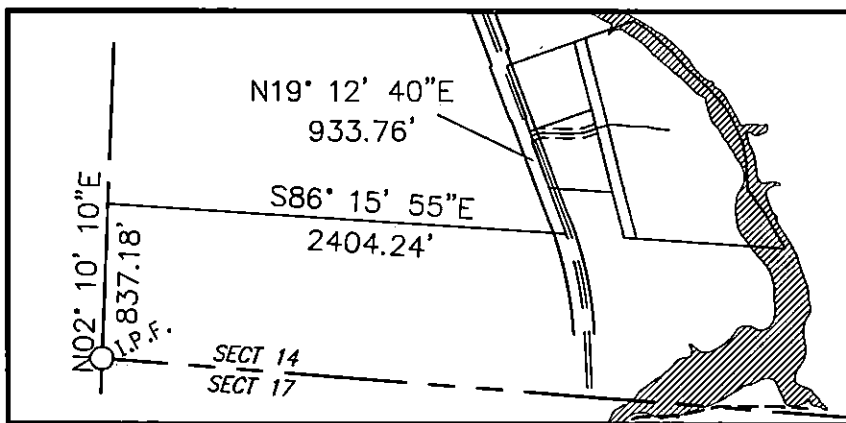 N19° 12' 40"E
933.76'
S86° 15' 55"E
2404.24'
N02° 10' 10"E
837.18'
I.P.F.
SECT 14
SECT 17